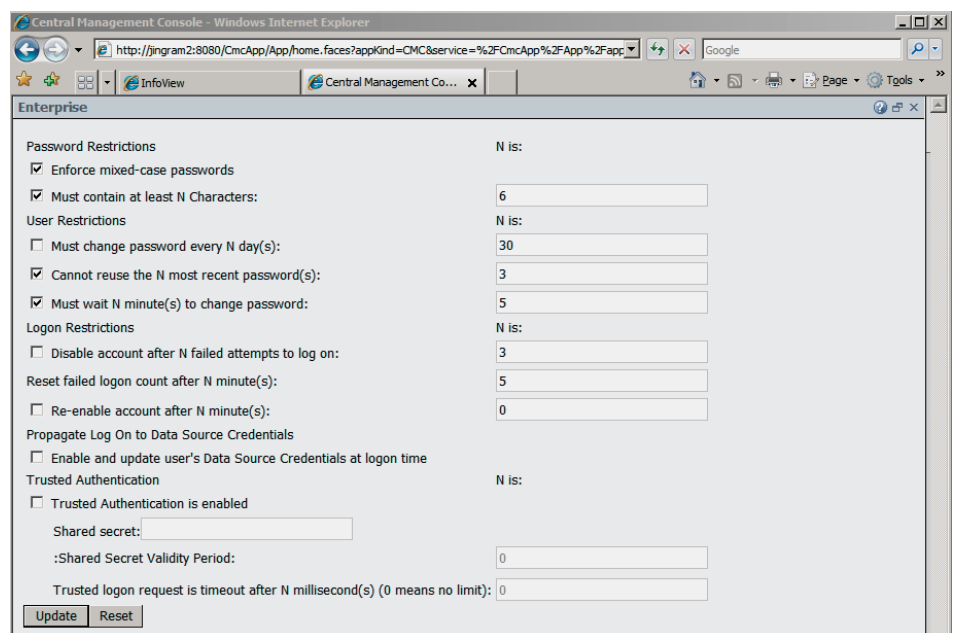 Central Management Console - Windows Internet Explorer
http://jingram2:8080/CmcApp/App/home.faces?appKind=CMC&service=%2FCmcApp%2FApp%2Fapp
Google
InfoView
Central Management Co...
Page
Tools
»
Enterprise
Password Restrictions N is:
Enforce mixed-case passwords
Must contain at least N Characters: 6
User Restrictions N is:
Must change password every N day(s): 30
Cannot reuse the N most recent password(s): 3
Must wait N minute(s) to change password: 5
Logon Restrictions N is:
Disable account after N failed attempts to log on: 3
Reset failed logon count after N minute(s): 5
Re-enable account after N minute(s): 0
Propagate Log On to Data Source Credentials
Enable and update user's Data Source Credentials at logon time
Trusted Authentication N is:
Trusted Authentication is enabled
Shared secret:
:Shared Secret Validity Period: 0
Trusted logon request is timeout after N millisecond(s) (0 means no limit): 0
Update Reset